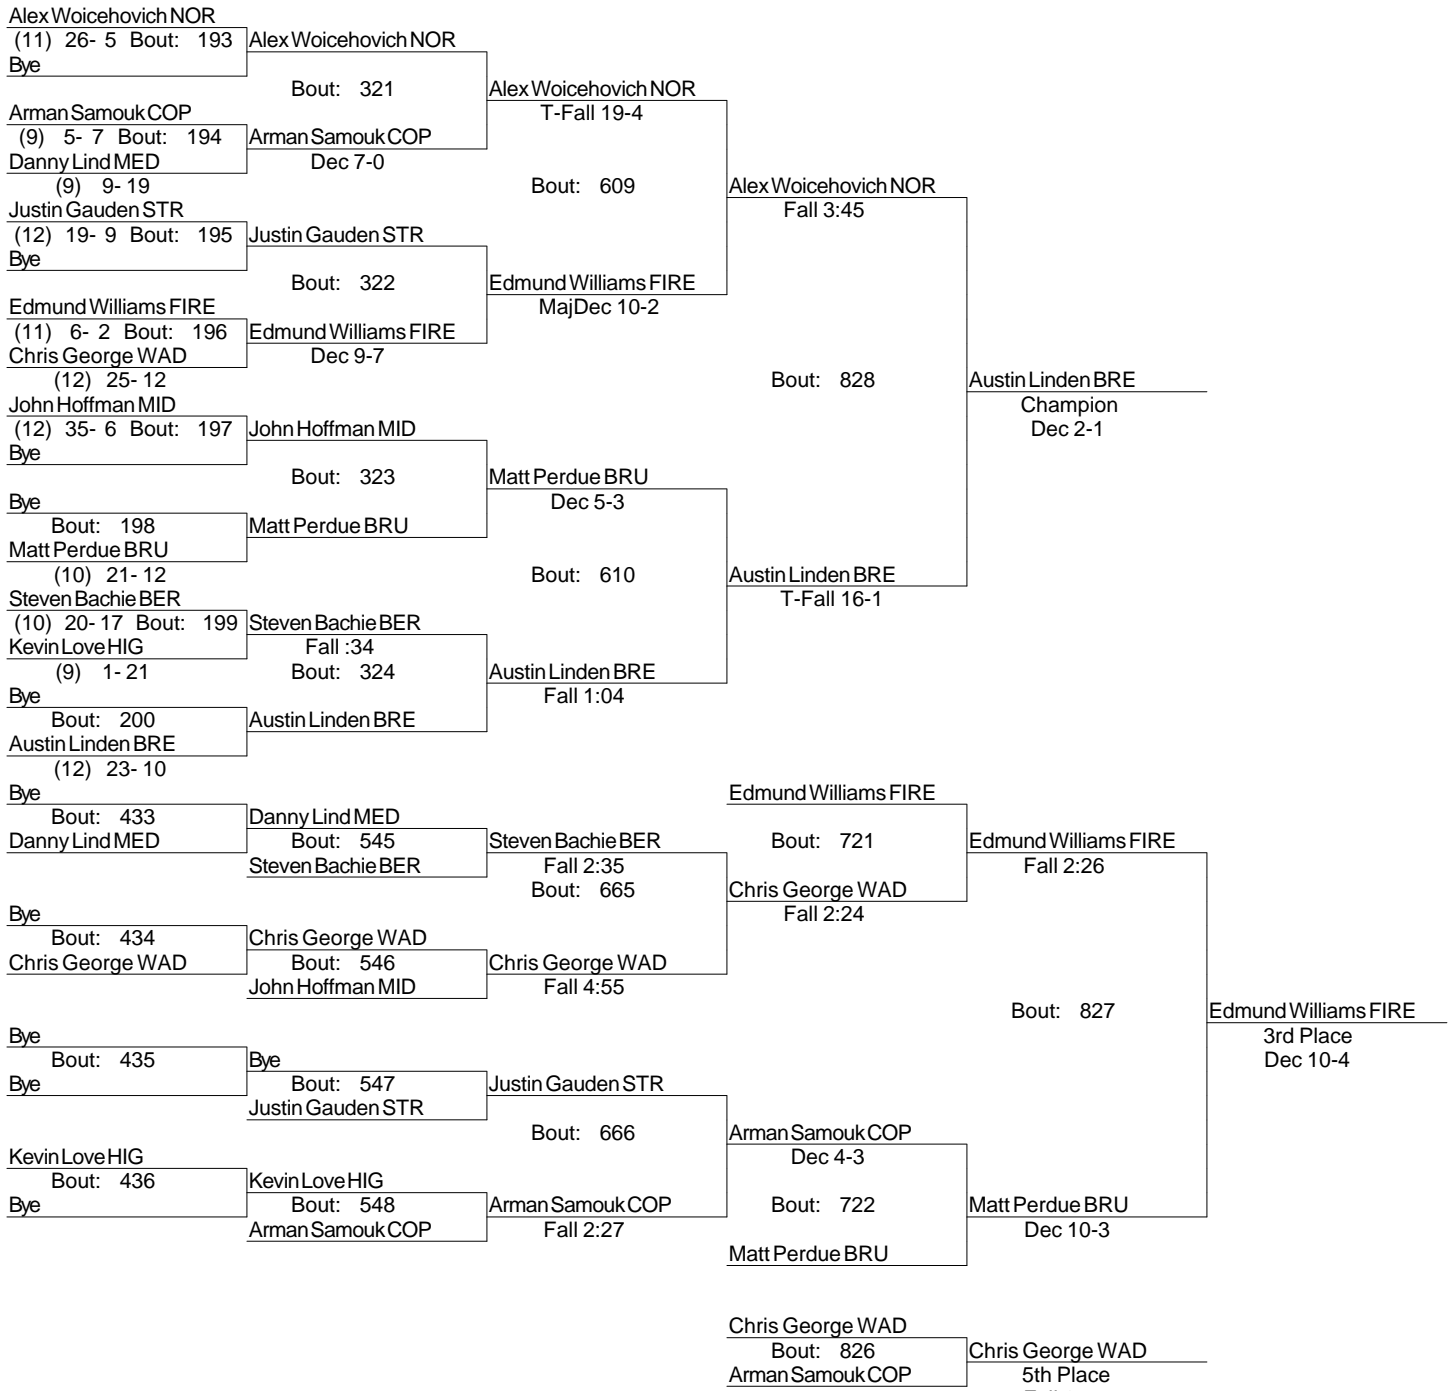 Alex Woicehovich NOR
(11) 26- 5 Bout: 193 Alex Woicehovich NOR
Bye
Bout: 321 Alex Woicehovich NOR
Arman Samouk COP T-Fall 19-4
(9) 5- 7 Bout: 194 Arman Samouk COP
Danny Lind MED Dec 7-0
(9) 9- 19 Bout: 609 Alex Woicehovich NOR
Justin Gauden STR Fall 3:45
(12) 19- 9 Bout: 195 Justin Gauden STR
Bye
Bout: 322 Edmund Williams FIRE
Edmund Williams FIRE MajDec 10-2
(11) 6- 2 Bout: 196 Edmund Williams FIRE
Chris George WAD Dec 9-7
(12) 25- 12 Bout: 828 Austin Linden BRE
John Hoffman MID Champion
(12) 35- 6 Bout: 197 John Hoffman MID Dec 2-1
Bye
Bout: 323 Matt Perdue BRU
Bye Dec 5-3
Bout: 198 Matt Perdue BRU
Matt Perdue BRU
(10) 21- 12 Bout: 610 Austin Linden BRE
Steven Bachie BER T-Fall 16-1
(10) 20- 17 Bout: 199 Steven Bachie BER
Kevin Love HIG Fall :34
(9) 1- 21 Bout: 324 Austin Linden BRE
Bye Fall 1:04
Bout: 200 Austin Linden BRE
Austin Linden BRE
(12) 23- 10
Bye Edmund Williams FIRE
Bout: 433 Danny Lind MED
Danny Lind MED Bout: 545 Steven Bachie BER Bout: 721 Edmund Williams FIRE
Steven Bachie BER Fall 2:35 Fall 2:26
Bout: 665 Chris George WAD
Bye Fall 2:24
Bout: 434 Chris George WAD
Chris George WAD Bout: 546 Chris George WAD
John Hoffman MID Fall 4:55
Bout: 827 Edmund Williams FIRE
Bye 3rd Place
Bout: 435 Bye Dec 10-4
Bye Bout: 547 Justin Gauden STR
Justin Gauden STR
Bout: 666 Arman Samouk COP
Kevin Love HIG Dec 4-3
Bout: 436 Kevin Love HIG
Bye Bout: 548 Arman Samouk COP Bout: 722 Matt Perdue BRU
Arman Samouk COP Fall 2:27 Dec 10-3
Matt Perdue BRU
Chris George WAD
Bout: 826 Chris George WAD
Arman Samouk COP 5th Place